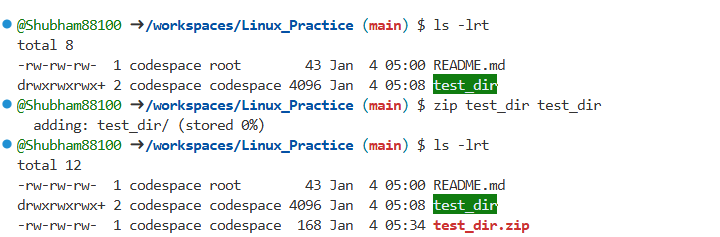 @Shubham88100 ➜/workspaces/Linux_Practice (main) $ ls -lrt
total 8
-rw-rw-rw-  1 codespace root        43 Jan  4 05:00 README.md
drwxrwxrwx+ 2 codespace codespace 4096 Jan  4 05:08 test_dir
@Shubham88100 ➜/workspaces/Linux_Practice (main) $ zip test_dir test_dir
  adding: test_dir/ (stored 0%)
@Shubham88100 ➜/workspaces/Linux_Practice (main) $ ls -lrt
total 12
-rw-rw-rw-  1 codespace root        43 Jan  4 05:00 README.md
drwxrwxrwx+ 2 codespace codespace 4096 Jan  4 05:08 test_dir
-rw-rw-rw-  1 codespace codespace  168 Jan  4 05:34 test_dir.zip